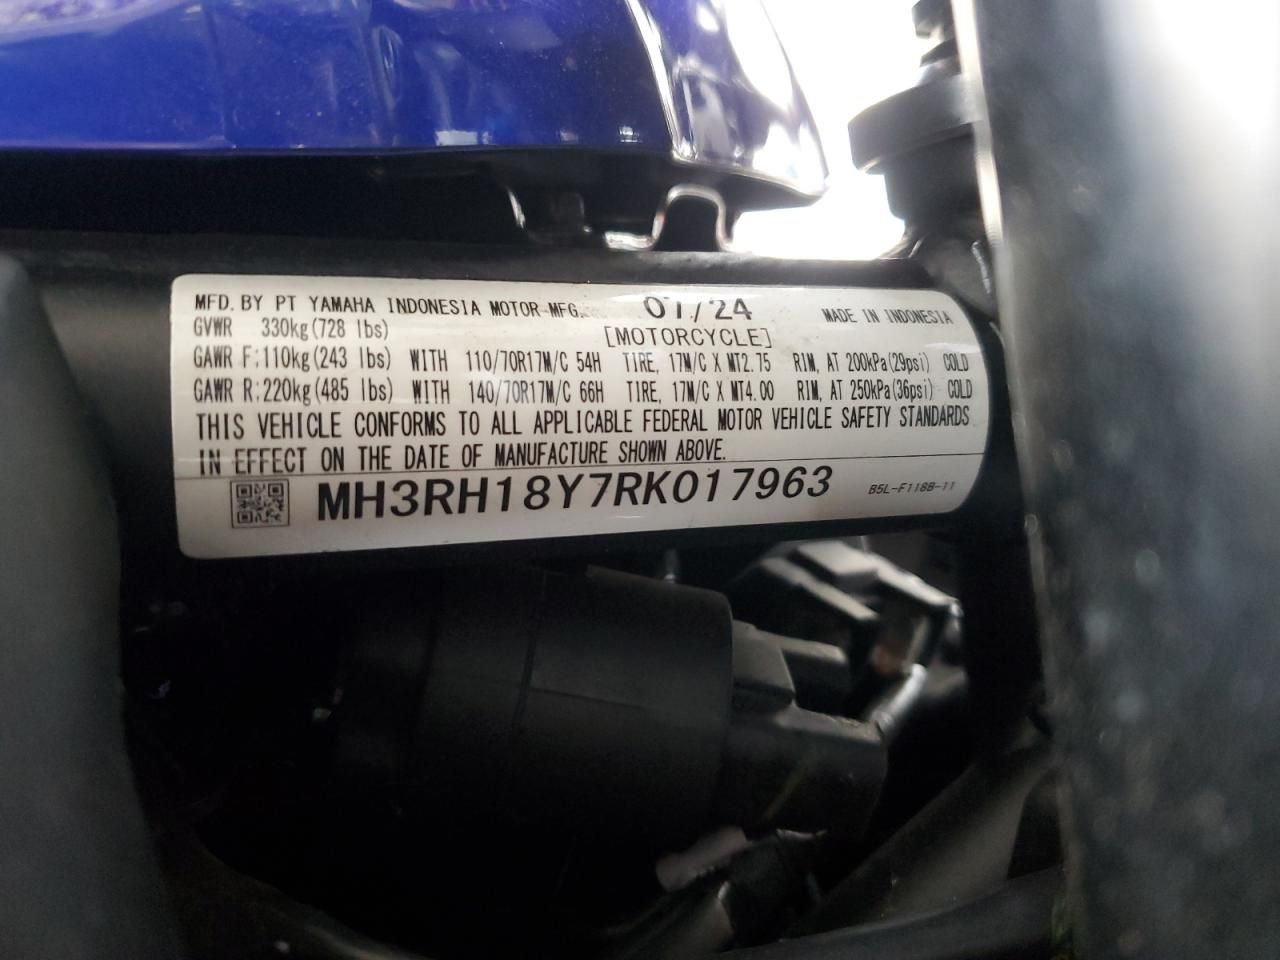 MFD. BY PT YAMAHA INDONESIA MOTOR MFG. 07/24 MADE IN INDONESIA
GVWR 330kg(728 lbs) [MOTORCYCLE]
GAWR F:110kg(243 lbs) WITH 110/70R17M/C 54H TIRE, 17M/C X MT2.75 RIM, AT 200kPa(29psi) COLD
GAWR R:220kg(485 lbs) WITH 140/70R17M/C 66H TIRE, 17M/C X MT4.00 RIM, AT 250kPa(36psi) COLD
THIS VEHICLE CONFORMS TO ALL APPLICABLE FEDERAL MOTOR VEHICLE SAFETY STANDARDS
IN EFFECT ON THE DATE OF MANUFACTURE SHOWN ABOVE.
MH3RH18Y7RK017963 B5L-F118B-11